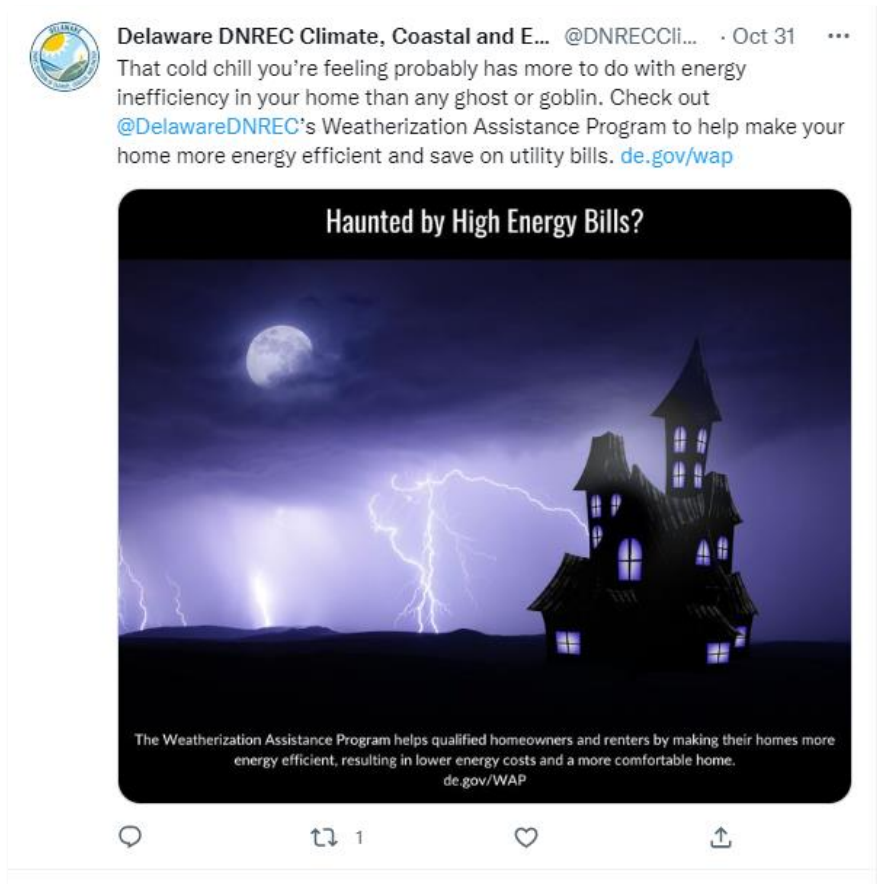 Delaware DNREC Climate, Coastal and E... @DNRECCli... · Oct 31
That cold chill you’re feeling probably has more to do with energy
inefficiency in your home than any ghost or goblin. Check out
@DelawareDNREC’s Weatherization Assistance Program to help make your
home more energy efficient and save on utility bills. de.gov/wap
Haunted by High Energy Bills?
The Weatherization Assistance Program helps qualified homeowners and renters by making their homes more
energy efficient, resulting in lower energy costs and a more comfortable home.
de.gov/WAP
1